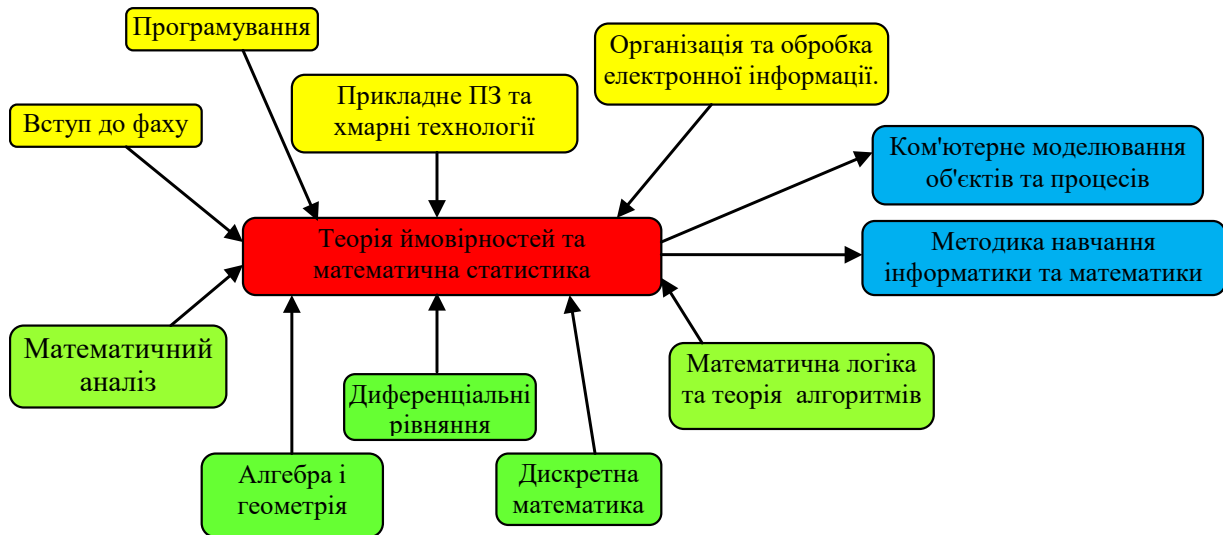 Програмування
Організація та обробка
електронної інформації.
Прикладне ПЗ та
хмарні технології
Вступ до фаху
Ком'ютерне моделювання
об'єктів та процесів
Теорія ймовірностей та
математична статистика
Методика навчання
інформатики та математики
Математичний
аналіз
Математична логіка
та теорія  алгоритмів
Диференціальні
рівняння
Алгебра і
геометрія
Дискретна
математика